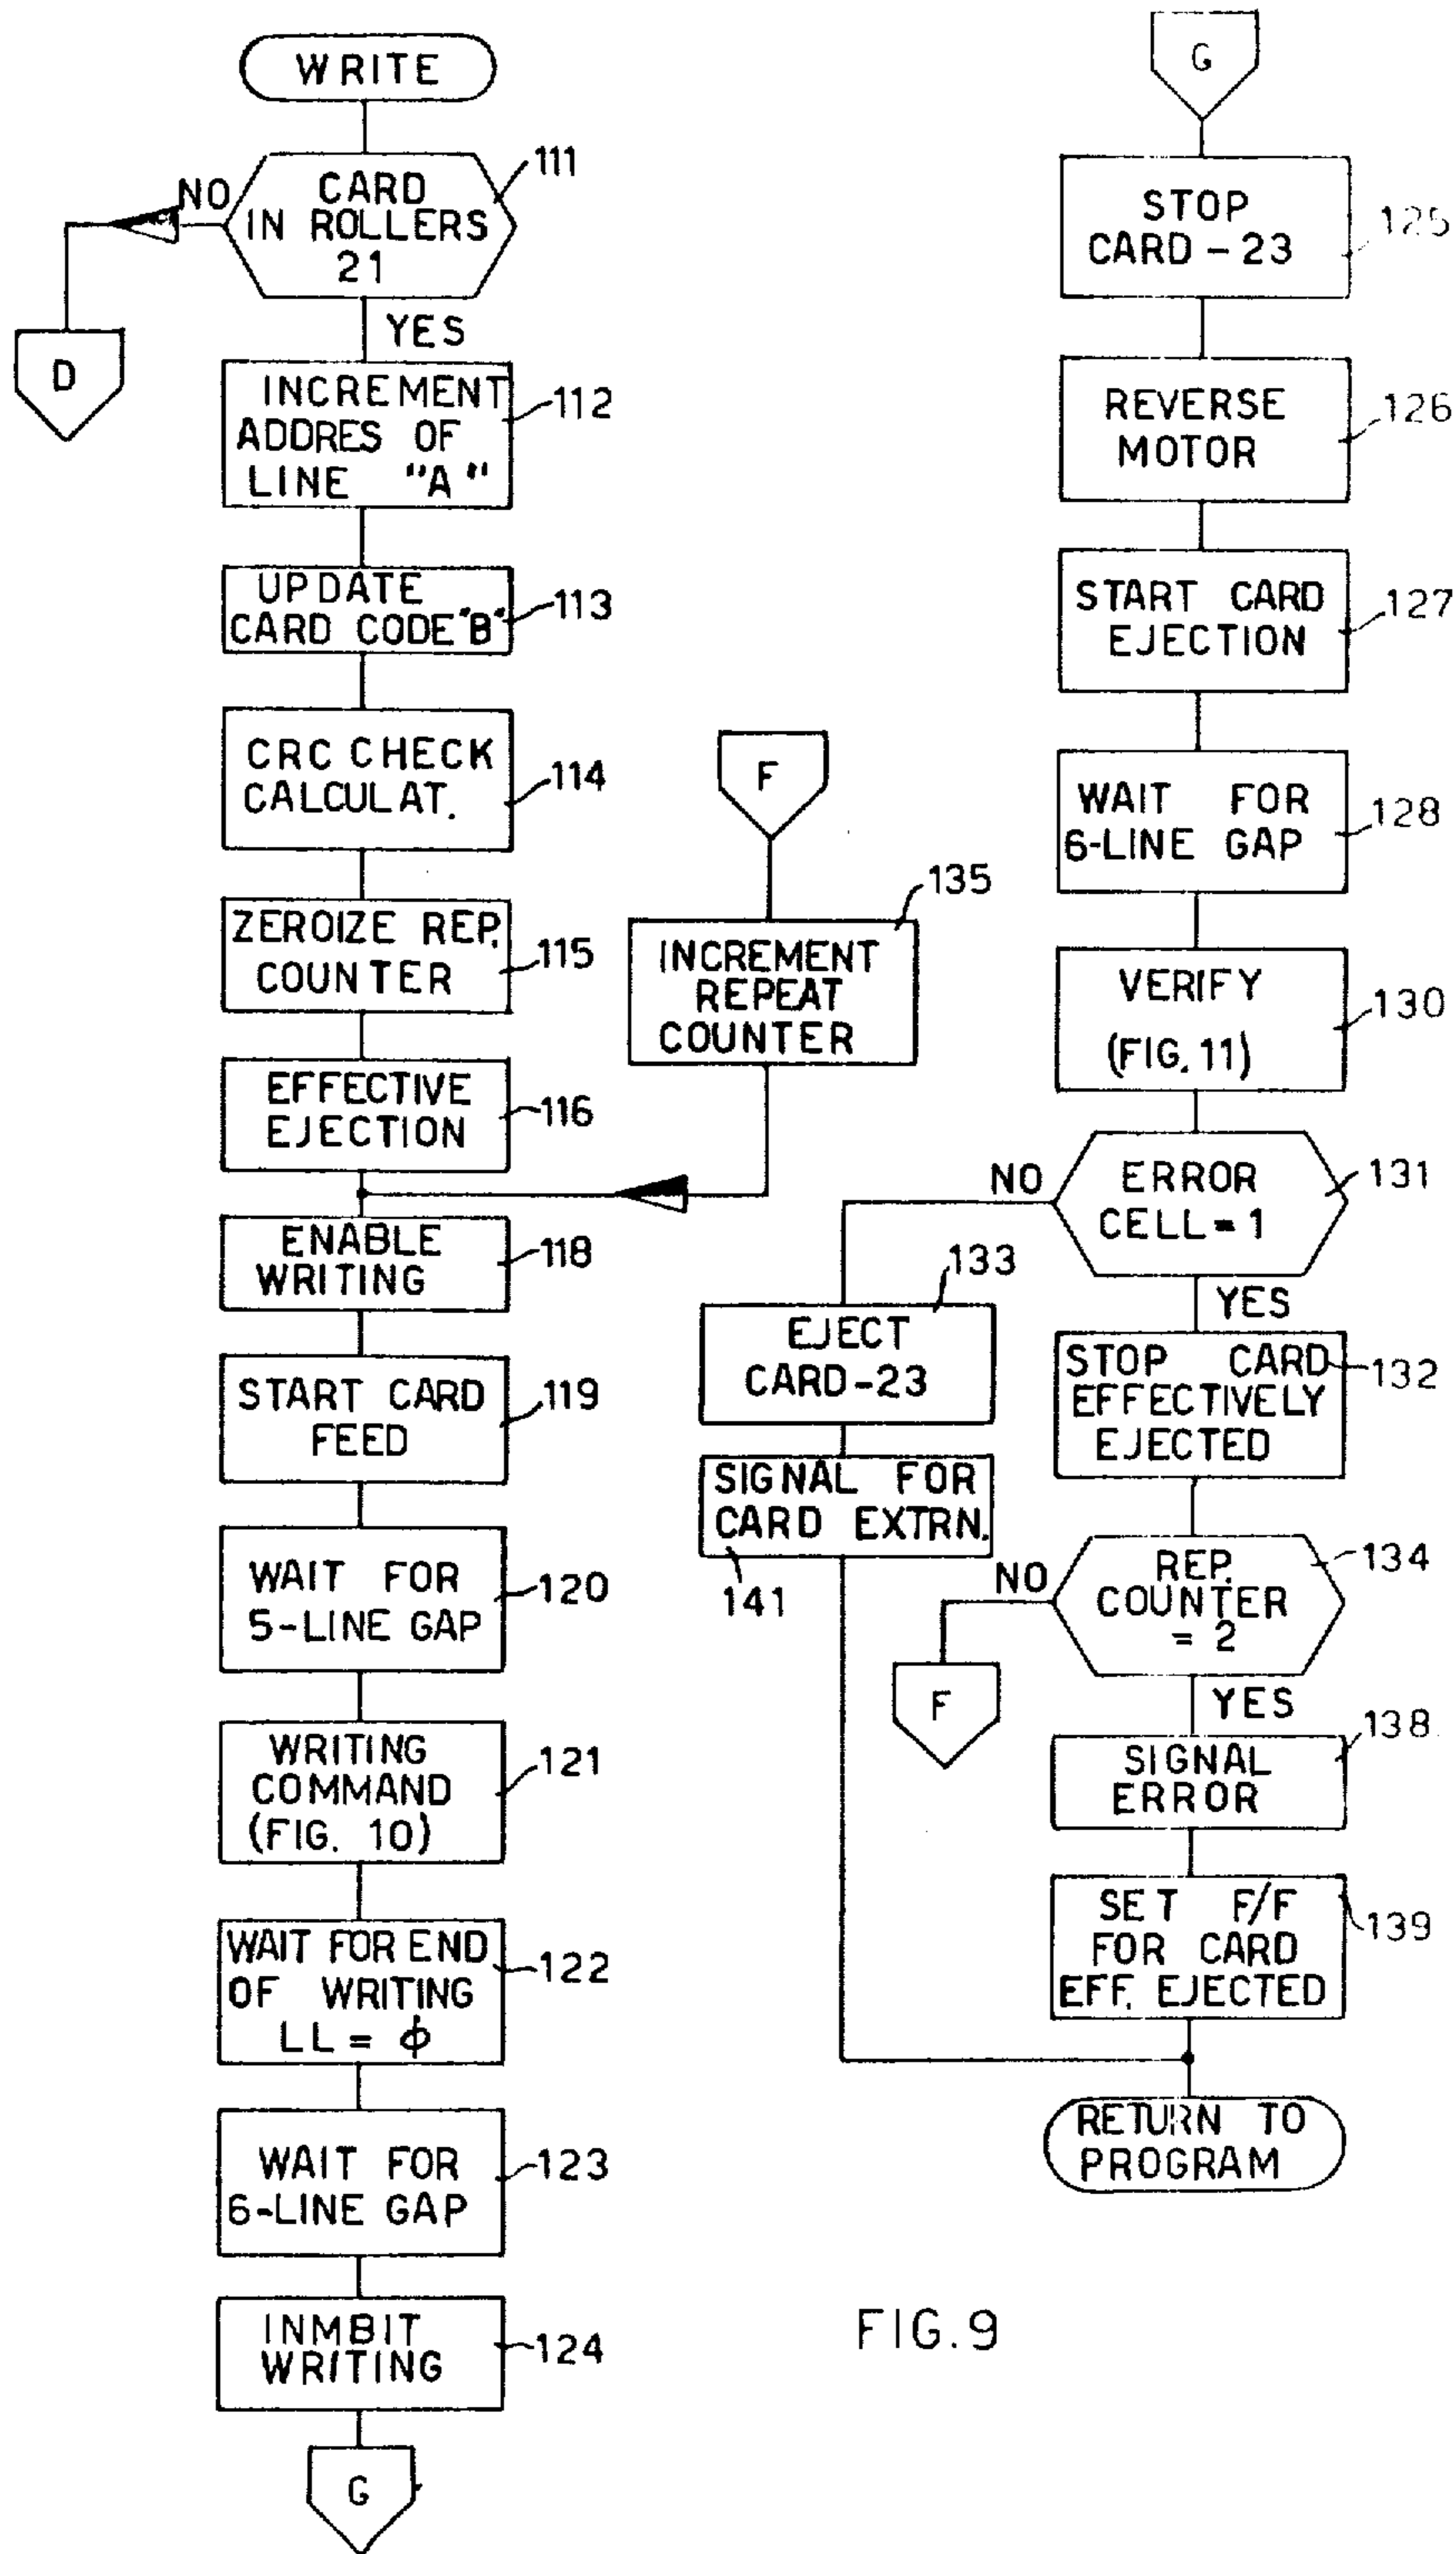 WRITE
CARD
IN ROLLERS
21
111
NO
D
YES
INCREMENT
ADDRES OF
LINE "A"
112
UPDATE
CARD CODE "B"
113
CRC CHECK
CALCULAT.
114
ZEROIZE REP.
COUNTER
115
EFFECTIVE
EJECTION
116
F
135
INCREMENT
REPEAT
COUNTER
ENABLE
WRITING
118
START CARD
FEED
119
WAIT FOR
5-LINE GAP
120
WRITING
COMMAND
(FIG. 10)
121
WAIT FOR END
OF WRITING
LL = ϕ
122
WAIT FOR
6-LINE GAP
123
INMBIT
WRITING
124
G
G
STOP
CARD - 23
125
REVERSE
MOTOR
126
START CARD
EJECTION
127
WAIT FOR
6-LINE GAP
128
VERIFY
(FIG. 11)
130
ERROR
CELL = 1
131
NO
YES
133
EJECT
CARD-23
SIGNAL FOR
CARD EXTRN.
141
STOP CARD
EFFECTIVELY
EJECTED
132
REP.
COUNTER
= 2
134
NO
F
YES
SIGNAL
ERROR
138
SET F/F
FOR CARD
EFF. EJECTED
139
RETURN TO
PROGRAM
FIG. 9